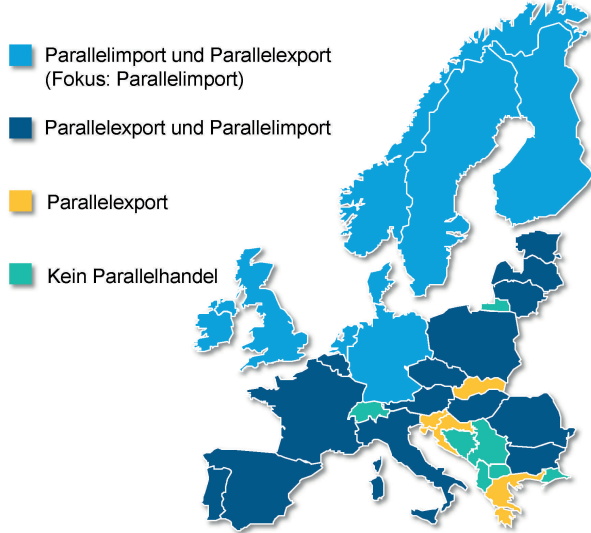 Parallelimport und Parallelexport
(Fokus: Parallelimport)
Parallelexport und Parallelimport
Parallelexport
Kein Parallelhandel